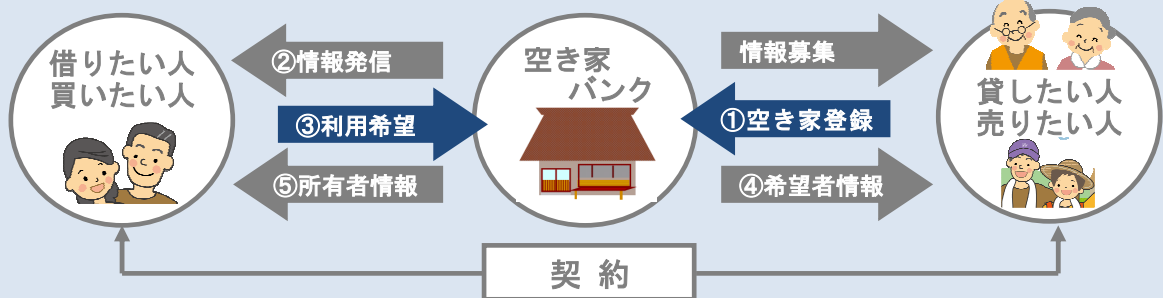 借りたい人
買いたい人
②情報発信
③利用希望
⑤所有者情報
空き家
バンク
情報募集
①空き家登録
④希望者情報
貸したい人
売りたい人
契約